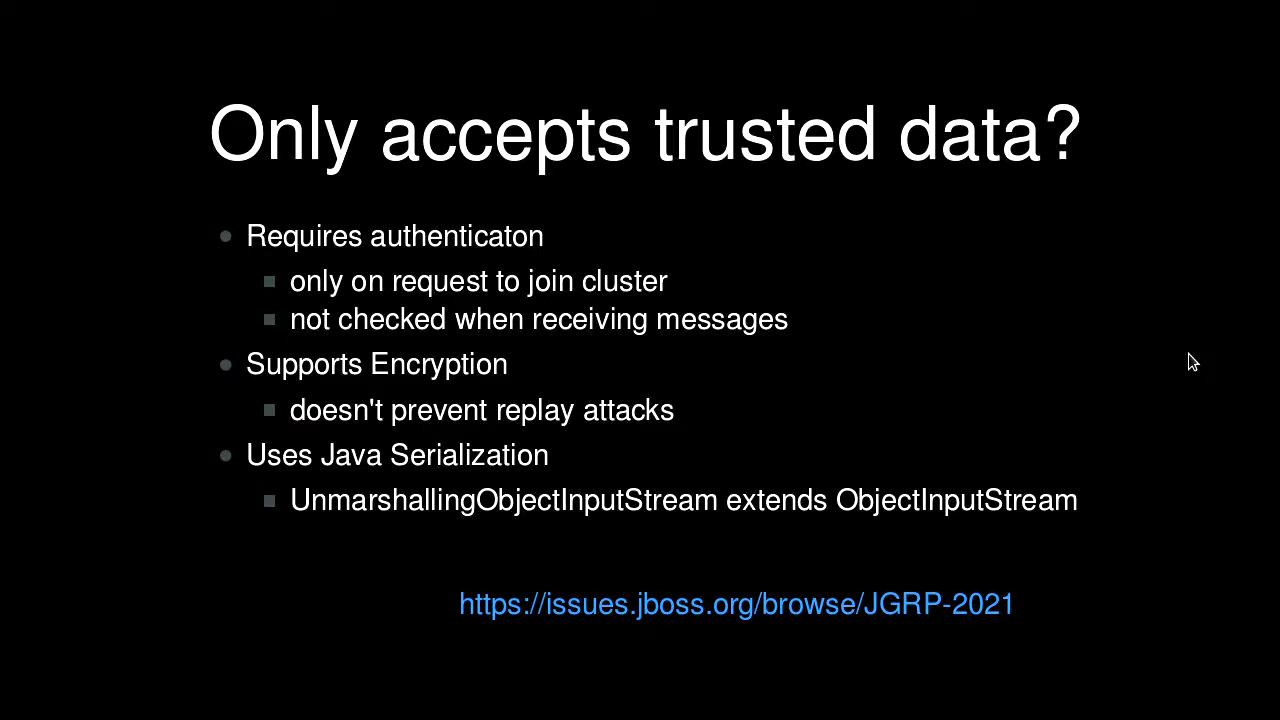 Only accepts trusted data?
Requires authenticaton
only on request to join cluster
not checked when receiving messages
Supports Encryption
doesn't prevent replay attacks
Uses Java Serialization
UnmarshallingObjectInputStream extends ObjectInputStream
https://issues.jboss.org/browse/JGRP-2021